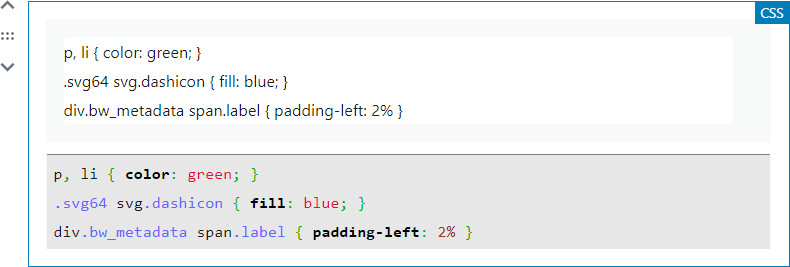 CSS
p, li { color: green; }
.svg64 svg.dashicon { fill: blue; }
div.bw_metadata span.label { padding-left: 2% }
p, li { color: green; }
.svg64 svg.dashicon { fill: blue; }
div.bw_metadata span.label { padding-left: 2% }